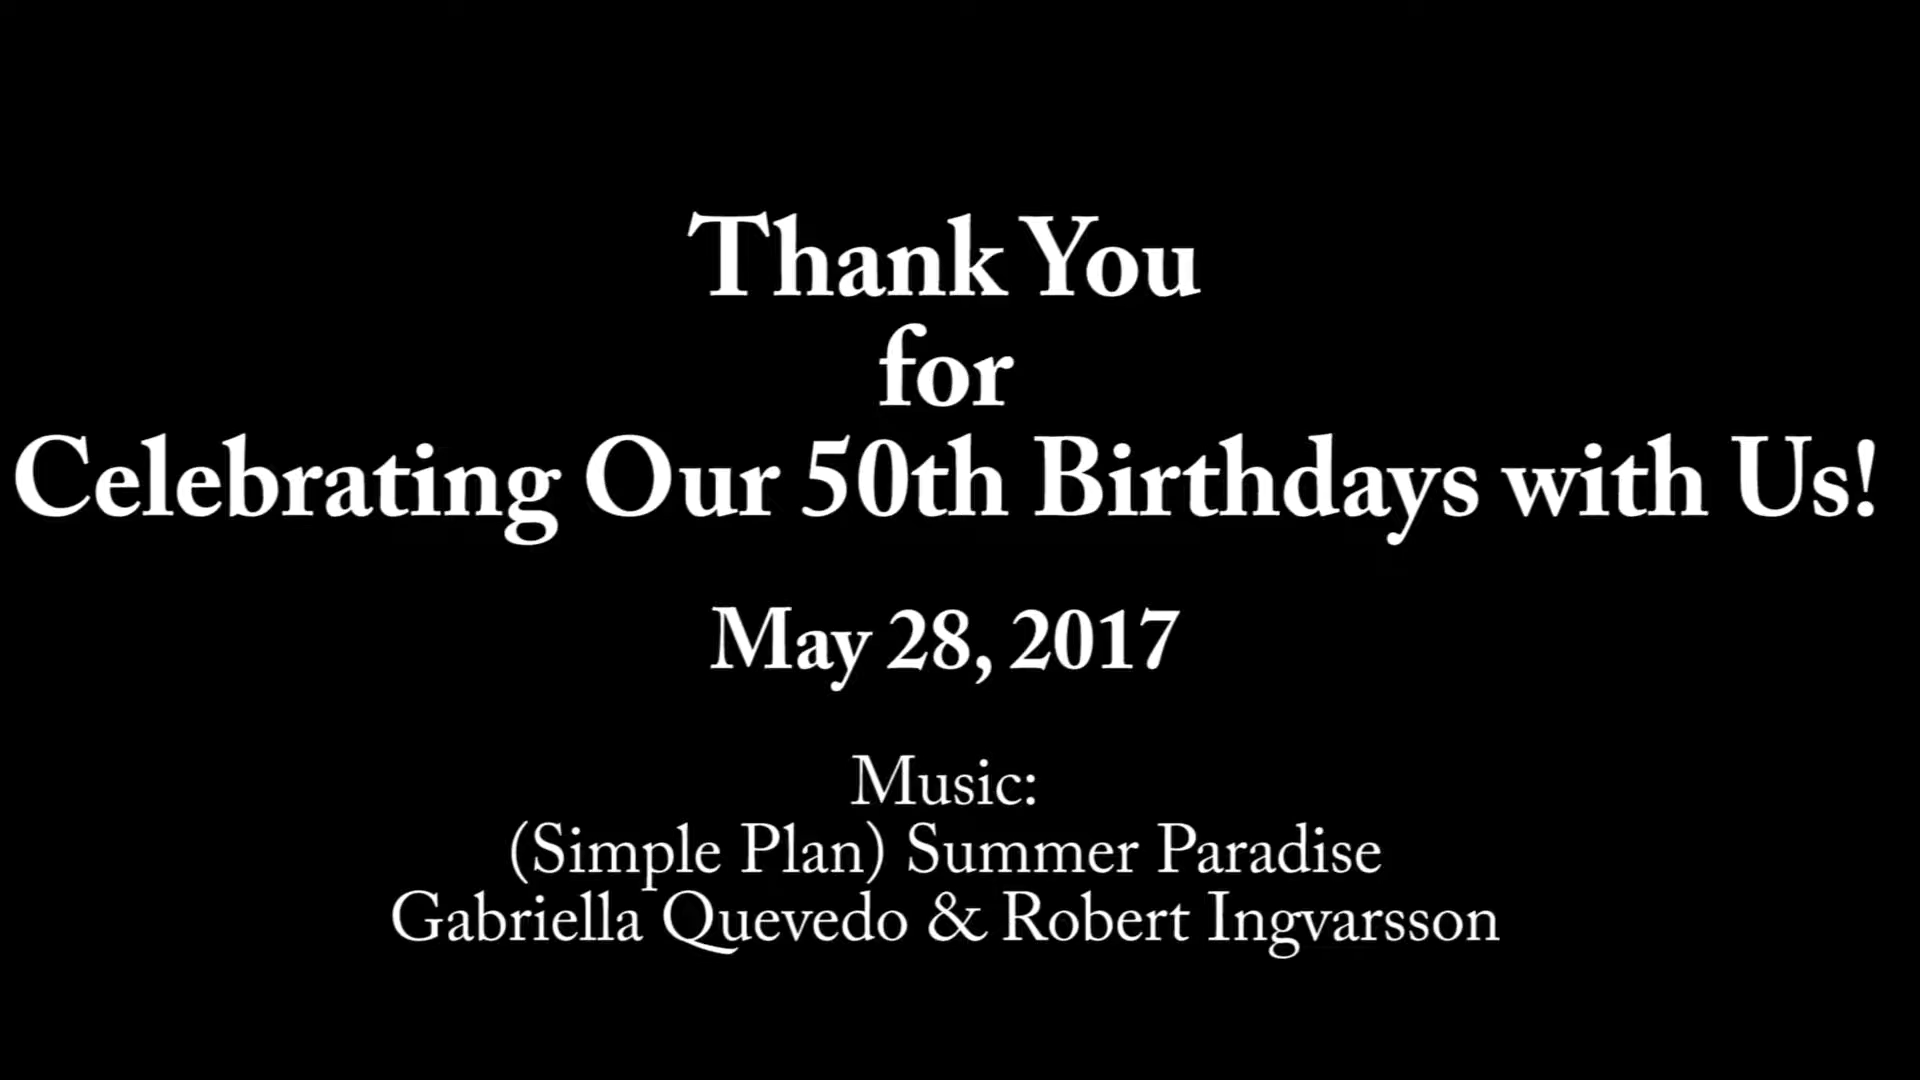 Thank You
for
Celebrating Our 50th Birthdays with Us!
May 28, 2017
Music:
(Simple Plan) Summer Paradise
Gabriella Quevedo & Robert Ingvarsson